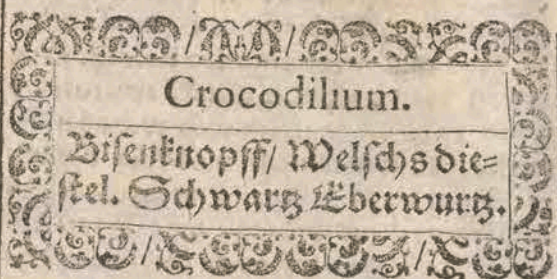 Crocodilium.
Bisenknopff/ Welschs die=
stel. Schwartz Eberwurtz.